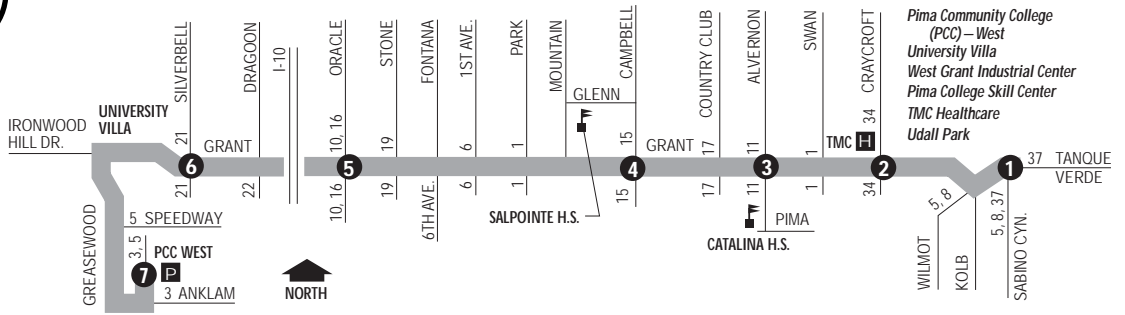 Pima Community College
(PCC) – West
University Villa
West Grant Industrial Center
Pima College Skill Center
TMC Healthcare
Udall Park
SILVERBELL
DRAGOON
I-10
ORACLE
STONE
FONTANA
1ST AVE.
PARK
MOUNTAIN
CAMPBELL
COUNTRY CLUB
ALVERNON
SWAN
CRAYCROFT
IRONWOOD
HILL DR.
UNIVERSITY
VILLA
21
GRANT
10, 16
19
6
1
GLENN
15
GRANT
17
11
1
34
TMC H
6
5
4
3
2
1
37 TANQUE
VERDE
21
22
10, 16
19
6TH AVE.
6
1
SALPOINTE H.S.
15
17
11
PIMA
CATALINA H.S.
1
34
5, 8
5, 8, 37
WILMOT
KOLB
SABINO CYN.
GREASEWOOD
5 SPEEDWAY
3, 5
PCC WEST
7 P
3 ANKLAM
NORTH